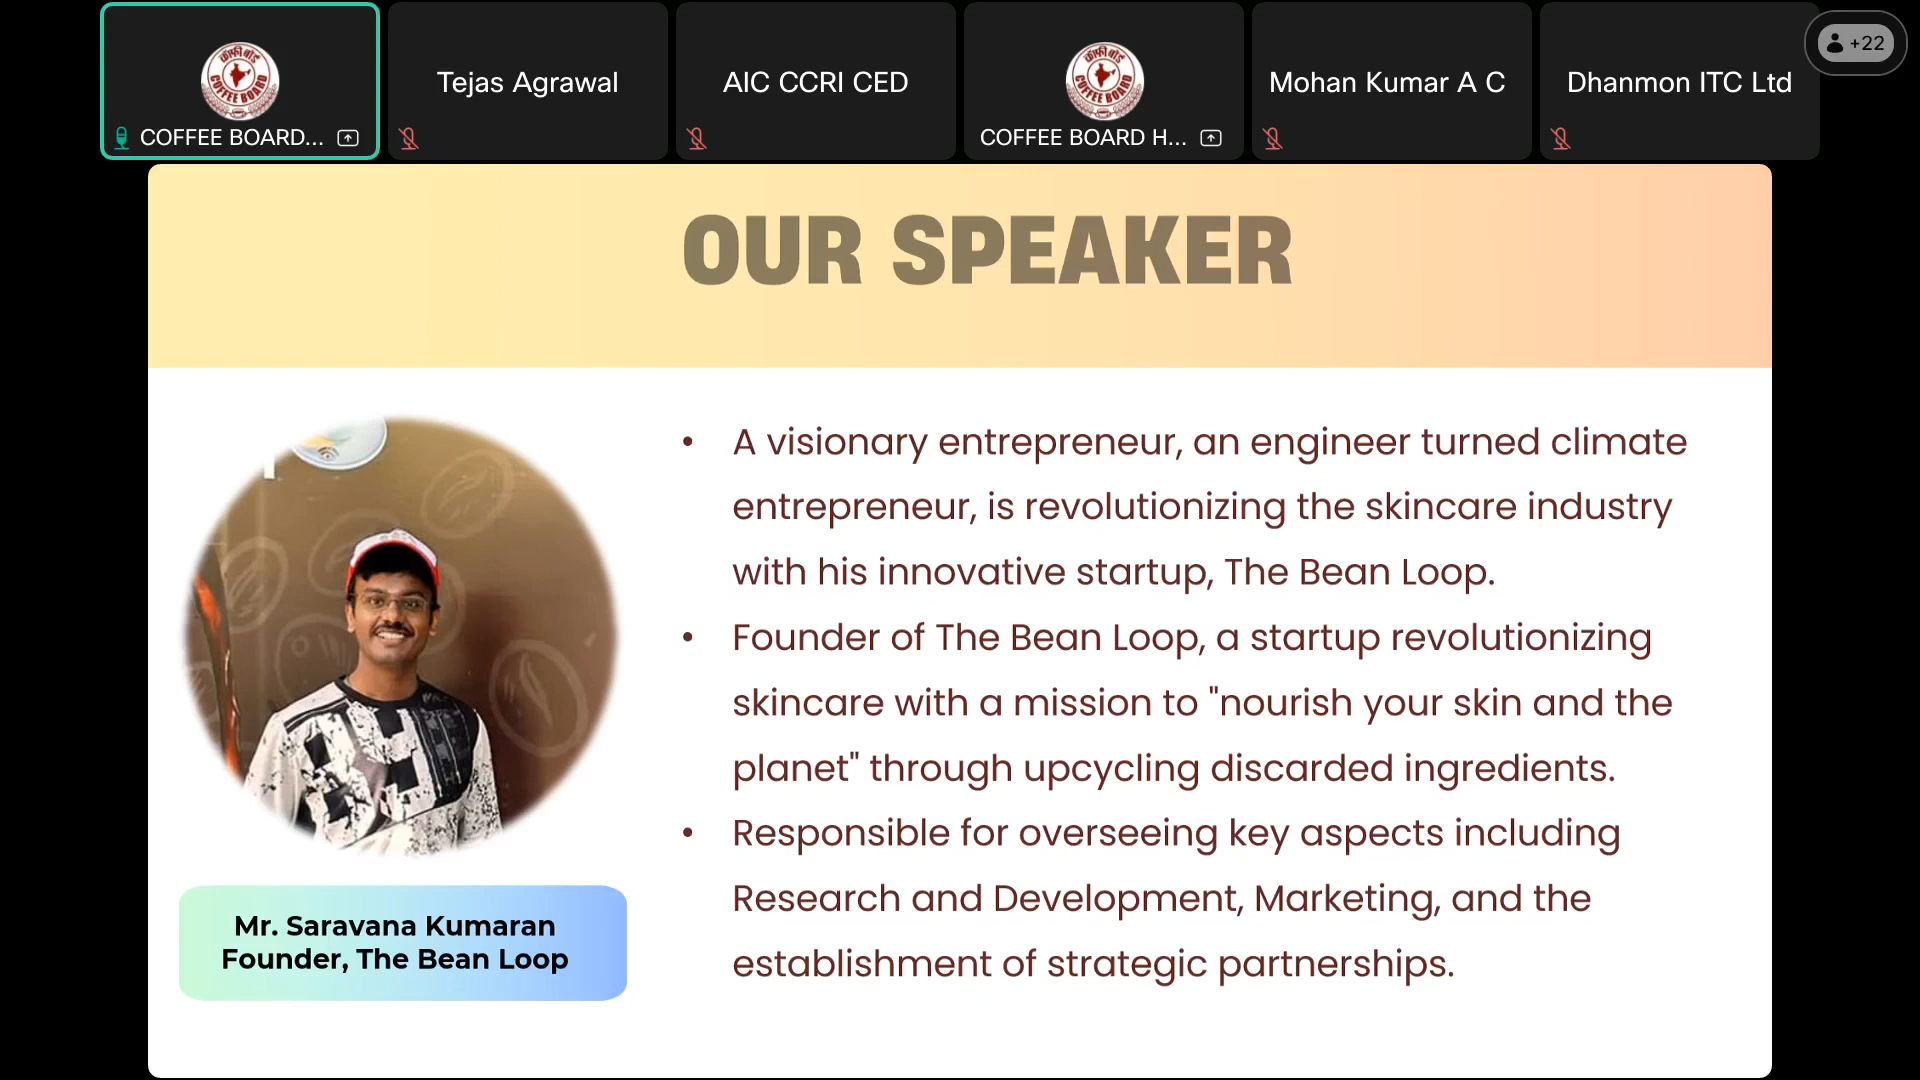 कॉफी बोर्ड
COFFEE BOARD
COFFEE BOARD...
Tejas Agrawal
AIC CCRI CED
कॉफी बोर्ड
COFFEE BOARD
COFFEE BOARD H...
Mohan Kumar A C
Dhanmon ITC Ltd
+22
OUR SPEAKER
• A visionary entrepreneur, an engineer turned climate
entrepreneur, is revolutionizing the skincare industry
with his innovative startup, The Bean Loop.
• Founder of The Bean Loop, a startup revolutionizing
skincare with a mission to "nourish your skin and the
planet" through upcycling discarded ingredients.
• Responsible for overseeing key aspects including
Research and Development, Marketing, and the
establishment of strategic partnerships.
Mr. Saravana Kumaran
Founder, The Bean Loop